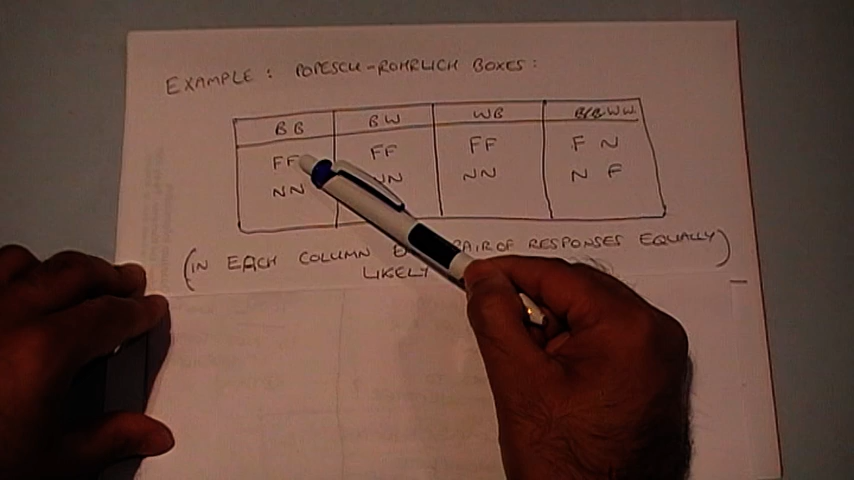 EXAMPLE : POPESCU-ROHRLICH BOXES :
BB BW WB WW
FF FF FF F N
NN NN NN N F
(IN EACH COLUMN PAIR OF RESPONSES EQUALLY
LIKELY